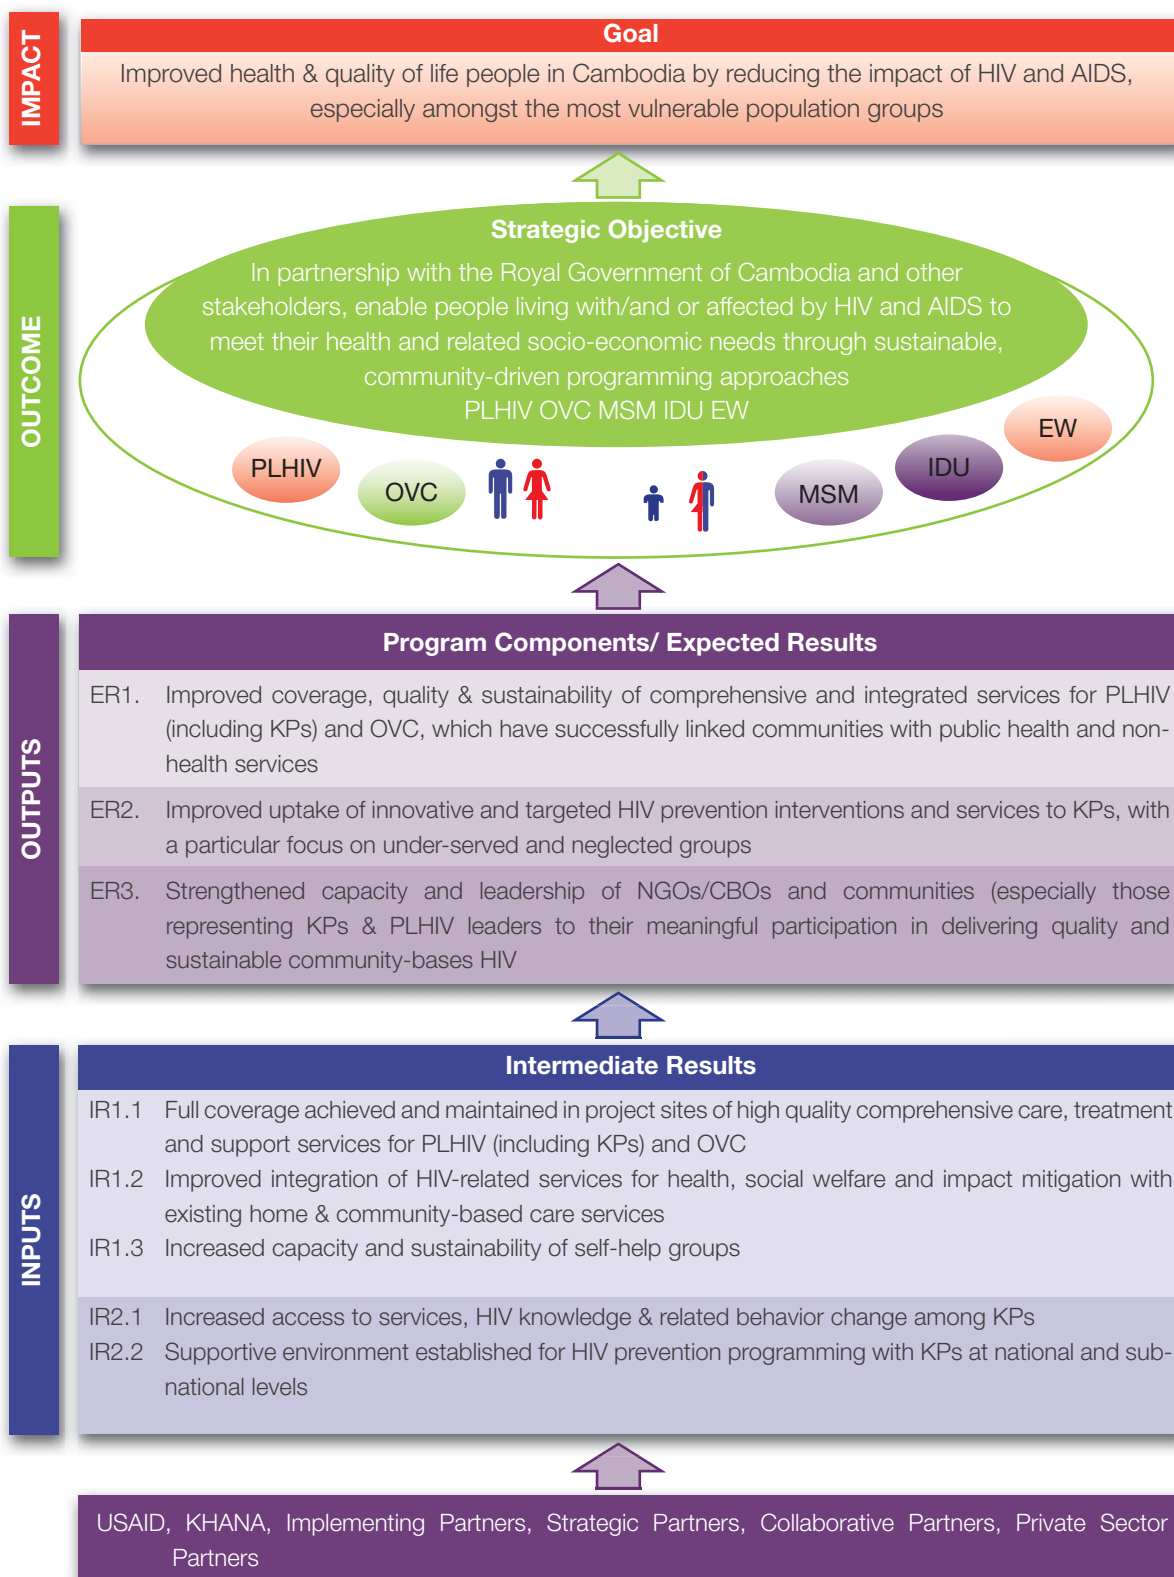 IMPACT
Goal
Improved health & quality of life people in Cambodia by reducing the impact of HIV and AIDS,
especially amongst the most vulnerable population groups
OUTCOME
Strategic Objective
In partnership with the Royal Government of Cambodia and other
stakeholders, enable people living with/and or affected by HIV and AIDS to
meet their health and related socio-economic needs through sustainable,
community-driven programming approaches
PLHIV OVC MSM IDU EW
PLHIV
OVC
MSM
IDU
EW
OUTPUTS
Program Components/ Expected Results
ER1. Improved coverage, quality & sustainability of comprehensive and integrated services for PLHIV
(including KPs) and OVC, which have successfully linked communities with public health and non-
health services
ER2. Improved uptake of innovative and targeted HIV prevention interventions and services to KPs, with
a particular focus on under-served and neglected groups
ER3. Strengthened capacity and leadership of NGOs/CBOs and communities (especially those
representing KPs & PLHIV leaders to their meaningful participation in delivering quality and
sustainable community-bases HIV
INPUTS
Intermediate Results
IR1.1 Full coverage achieved and maintained in project sites of high quality comprehensive care, treatment
and support services for PLHIV (including KPs) and OVC
IR1.2 Improved integration of HIV-related services for health, social welfare and impact mitigation with
existing home & community-based care services
IR1.3 Increased capacity and sustainability of self-help groups
IR2.1 Increased access to services, HIV knowledge & related behavior change among KPs
IR2.2 Supportive environment established for HIV prevention programming with KPs at national and sub-
national levels
USAID, KHANA, Implementing Partners, Strategic Partners, Collaborative Partners, Private Sector
Partners